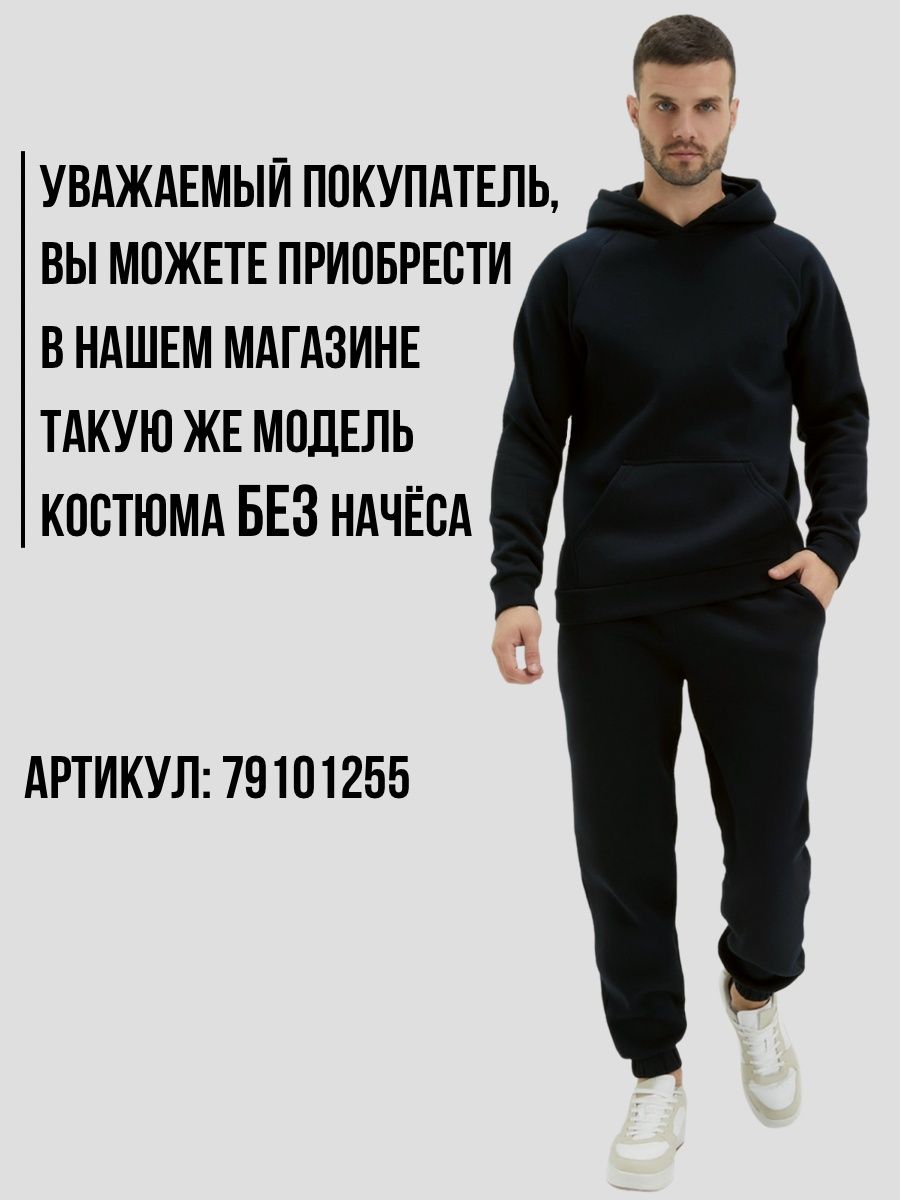 УВАЖАЕМЫЙ ПОКУПАТЕЛЬ,
ВЫ МОЖЕТЕ ПРИОБРЕСТИ
В НАШЕМ МАГАЗИНЕ
ТАКУЮ ЖЕ МОДЕЛЬ
КОСТЮМА БЕЗ НАЧЁСА
АРТИКУЛ: 79101255